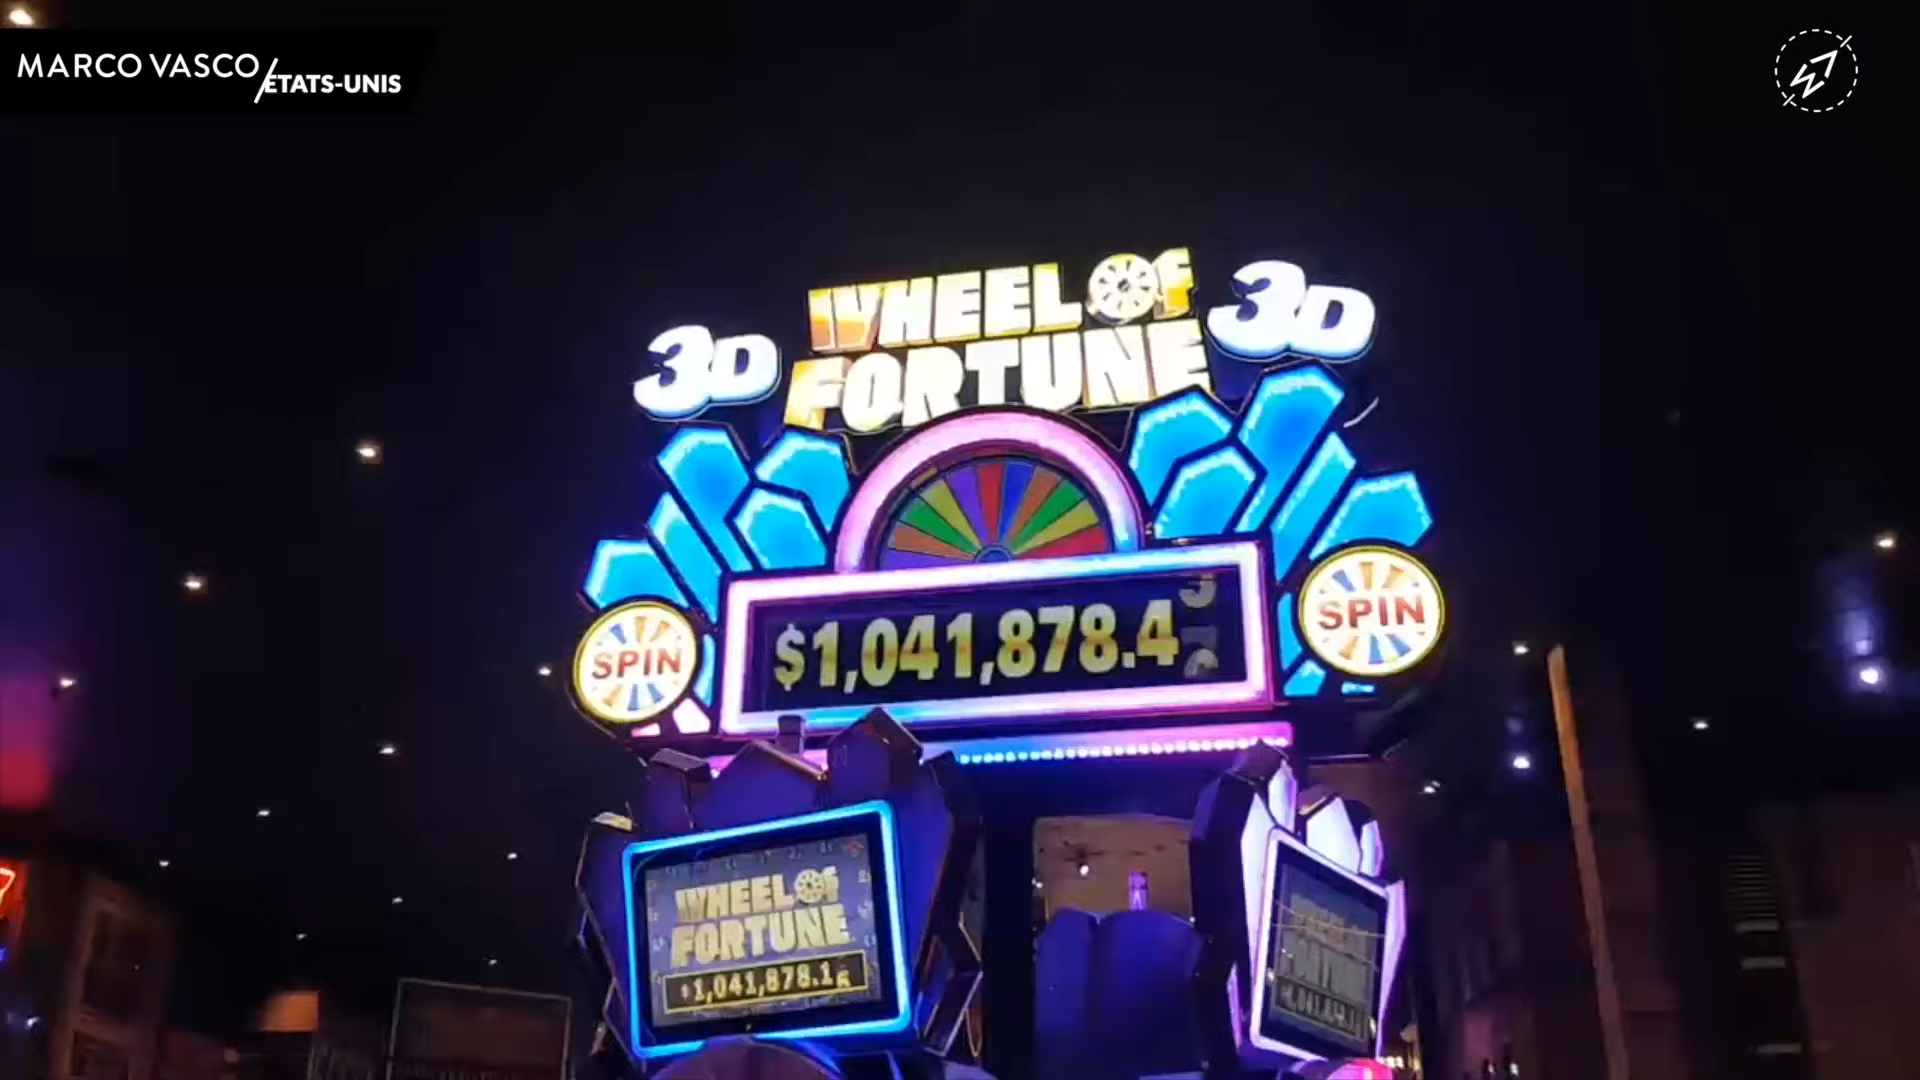 MARCO VASCO/ETATS-UNIS
WHEEL OF
FORTUNE
3D
3D
$1,041,878.4
SPIN
SPIN
WHEEL OF
FORTUNE
$1,041,878.1